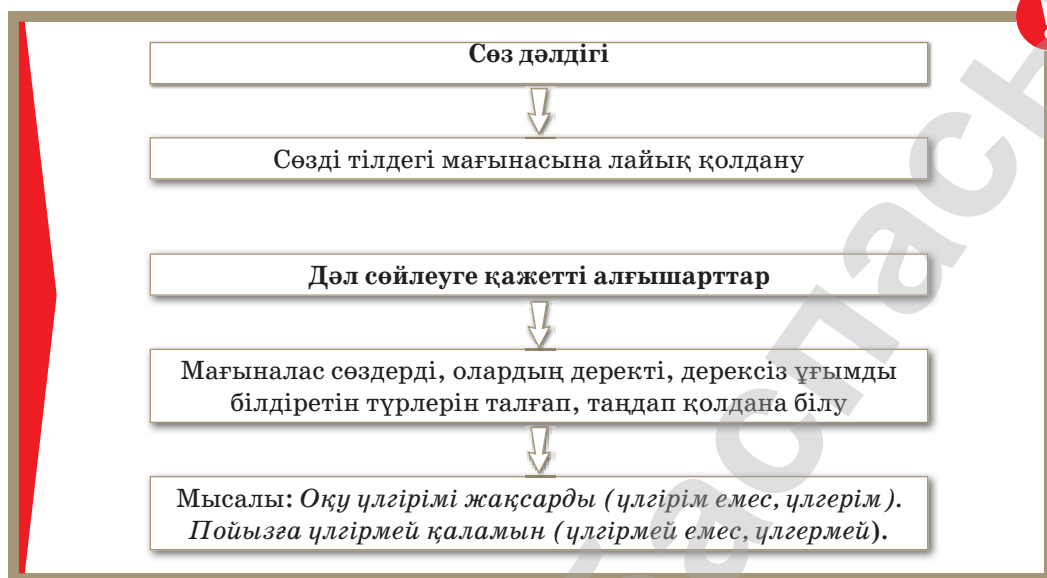 Сөз дәлдігі
Сөзді тілдегі мағынасына лайық қолдану
Дәл сөйлеуге қажетті алғышарттар
Мағыналас сөздерді, олардың деректі, дерексіз ұғымды
білдіретін түрлерін талғап, таңдап қолдана білу
Мысалы: Оқу үлгірімі жақсарды (үлгірім емес, үлгерім).
Пойызға үлгірмей қаламын (үлгірмей емес, үлгермей).